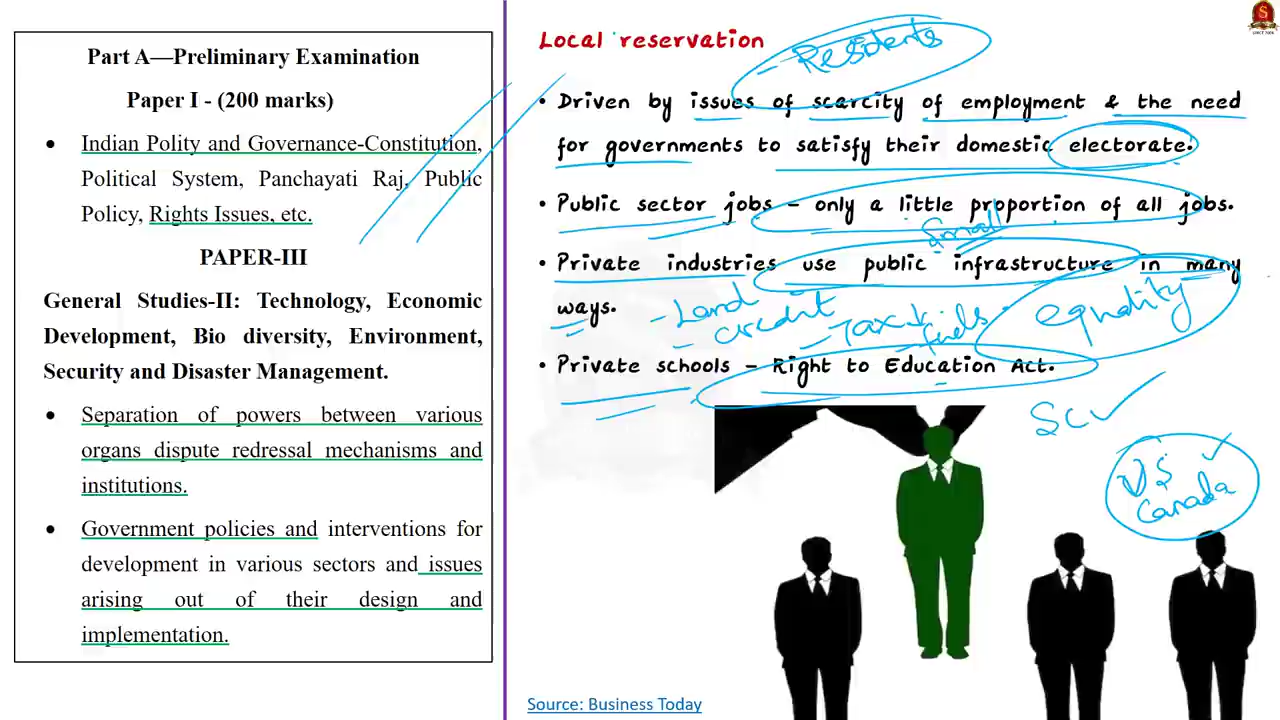 Part A—Preliminary Examination
Paper I - (200 marks)
• Indian Polity and Governance-Constitution,
Political System, Panchayati Raj, Public
Policy, Rights Issues, etc.
PAPER-III
General Studies-II: Technology, Economic
Development, Bio diversity, Environment,
Security and Disaster Management.
• Separation of powers between various
organs dispute redressal mechanisms and
institutions.
• Government policies and interventions for
development in various sectors and issues
arising out of their design and
implementation.
Local reservation
- Residents
• Driven by issues of scarcity of employment & the need
for governments to satisfy their domestic electorate.
• Public sector jobs – only a little proportion of all jobs.
Small
• Private industries use public infrastructure in many
ways.
- Land
- credit
- Tax ↓
- fuels
equality
• Private schools – Right to Education Act.
SC ✓
US ✓
Canada
Source: Business Today